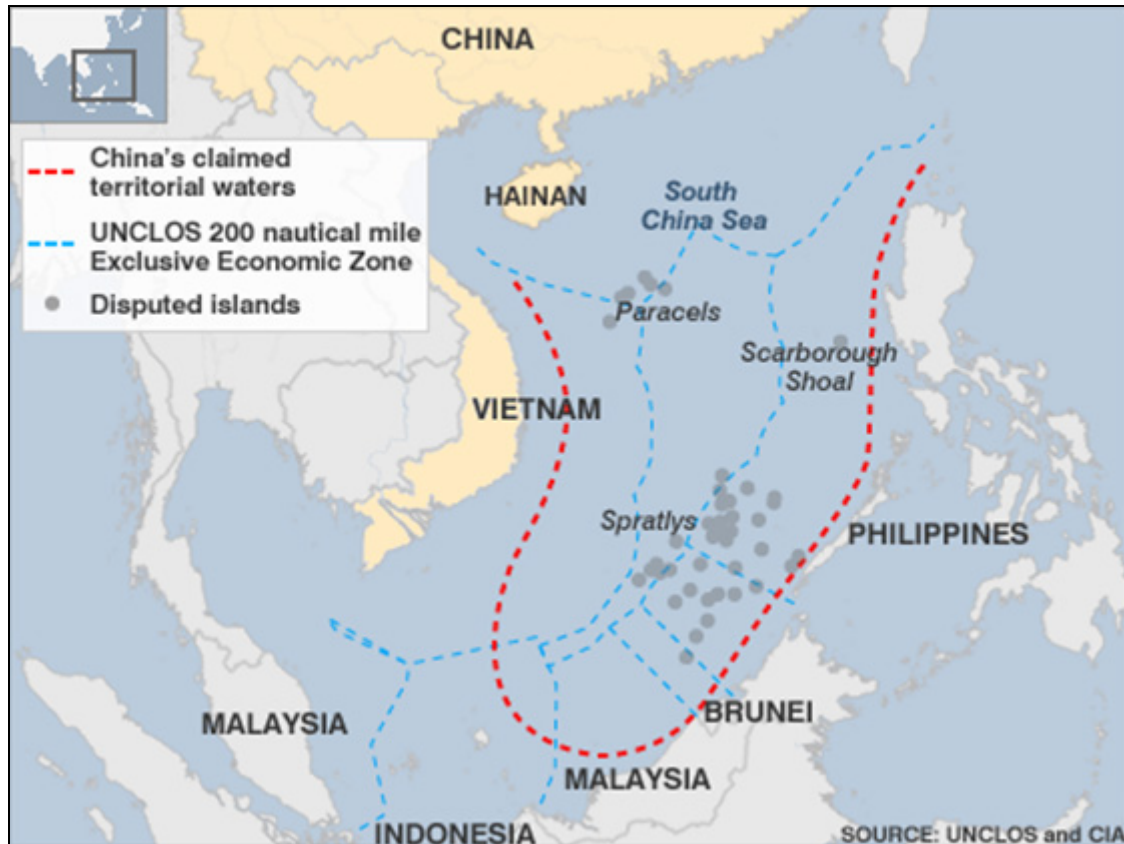 CHINA
China's claimed
territorial waters
UNCLOS 200 nautical mile
Exclusive Economic Zone
Disputed islands
HAINAN
South
China Sea
Paracels
Scarborough
Shoal
VIETNAM
Spratlys
PHILIPPINES
MALAYSIA
BRUNEI
MALAYSIA
INDONESIA
SOURCE: UNCLOS and CIA